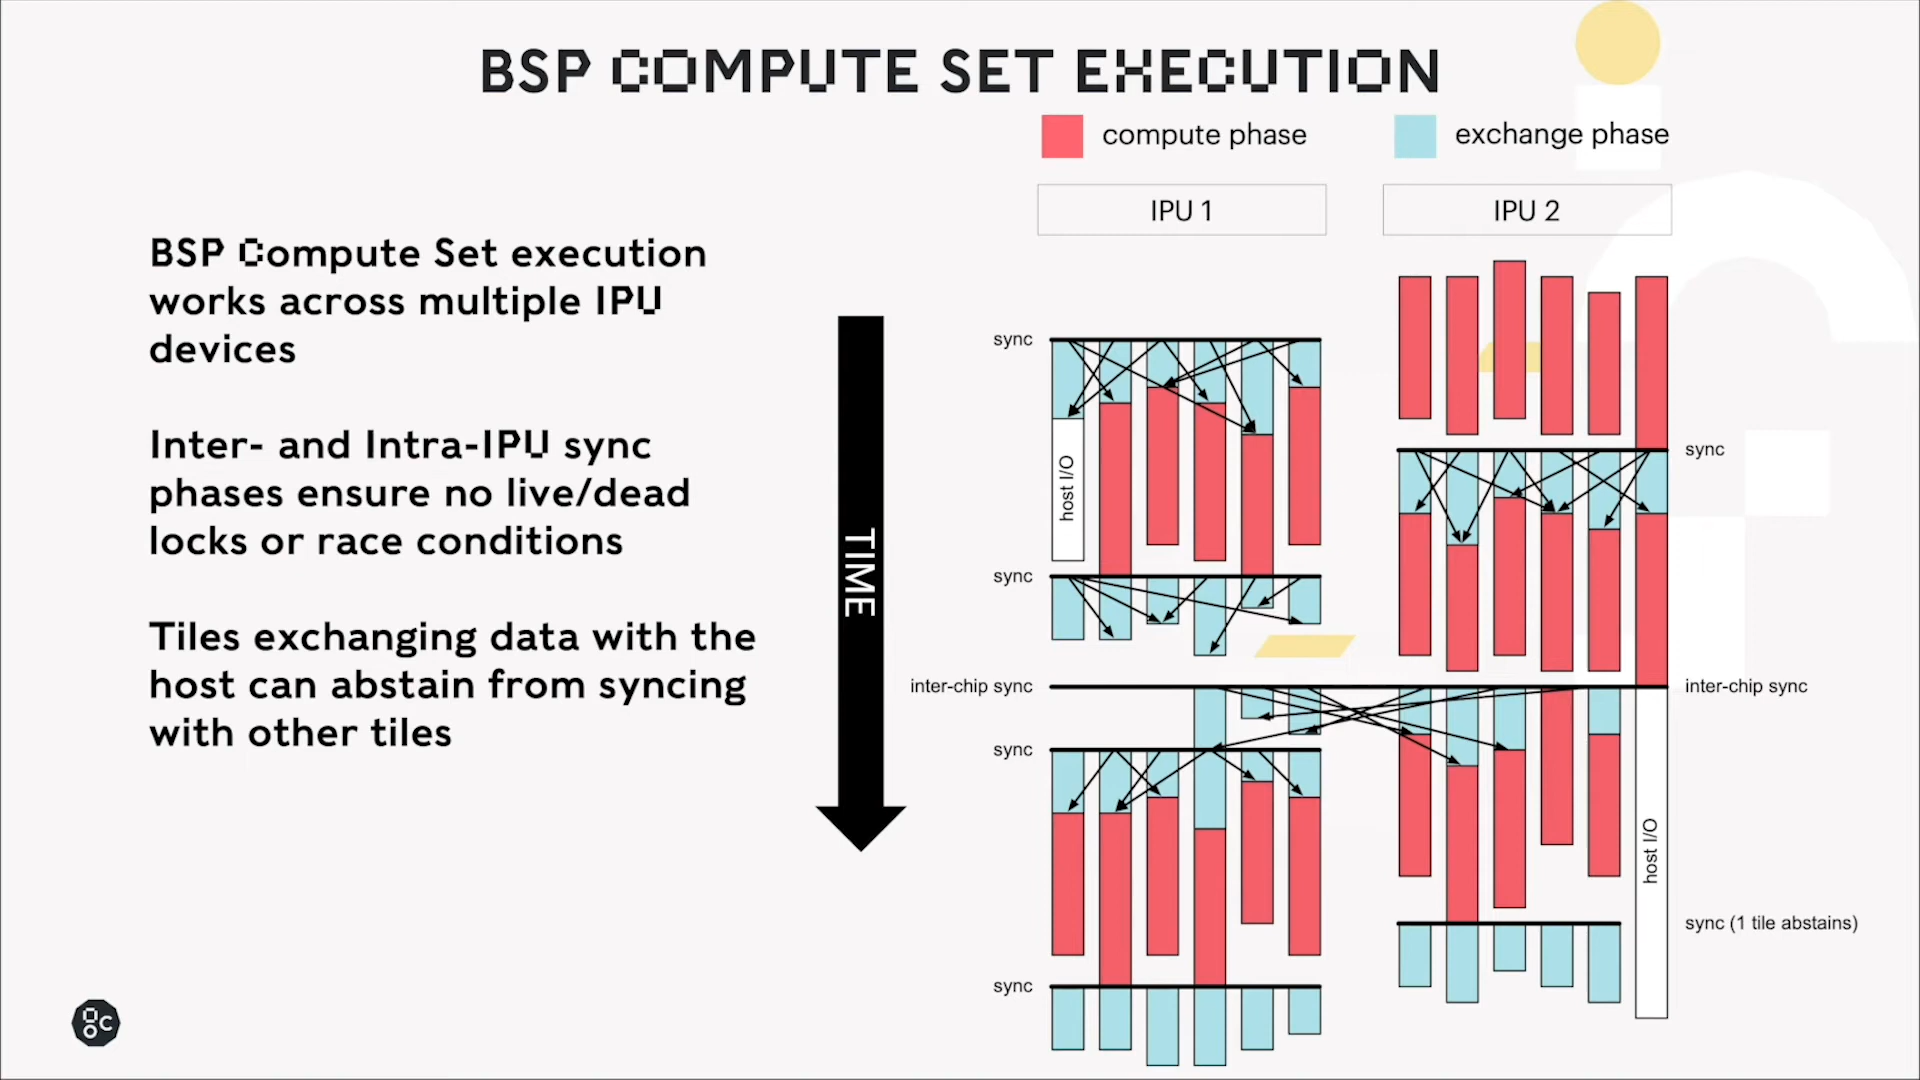 BSP COMPUTE SET EXECUTION
compute phase
exchange phase
IPU 1
IPU 2
BSP Compute Set execution
works across multiple IPU
devices
Inter- and Intra-IPU sync
phases ensure no live/dead
locks or race conditions
Tiles exchanging data with the
host can abstain from syncing
with other tiles
TIME
sync
host I/O
sync
sync
inter-chip sync
inter-chip sync
sync
host I/O
sync (1 tile abstains)
sync
gc